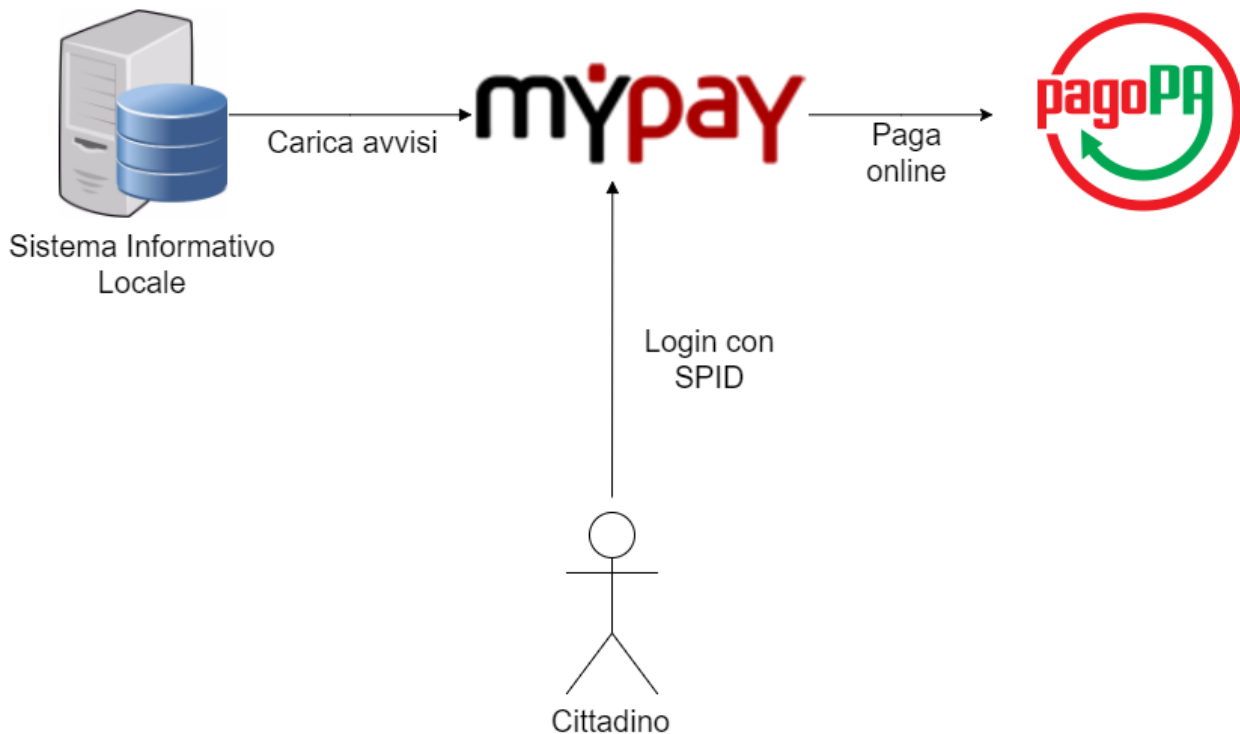 mypay
pagoPA
Carica avvisi
Paga
online
Sistema Informativo
Locale
Login con
SPID
Cittadino